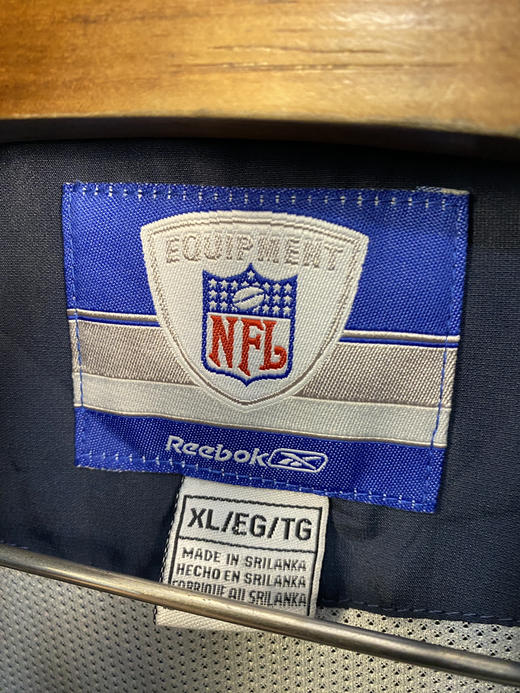 EQUIPMENT
NFL
Reebok
XL/EG/TG
MADE IN SRILANKA
HECHO EN SRILANKA
FABRIQUE AU SRILANKA